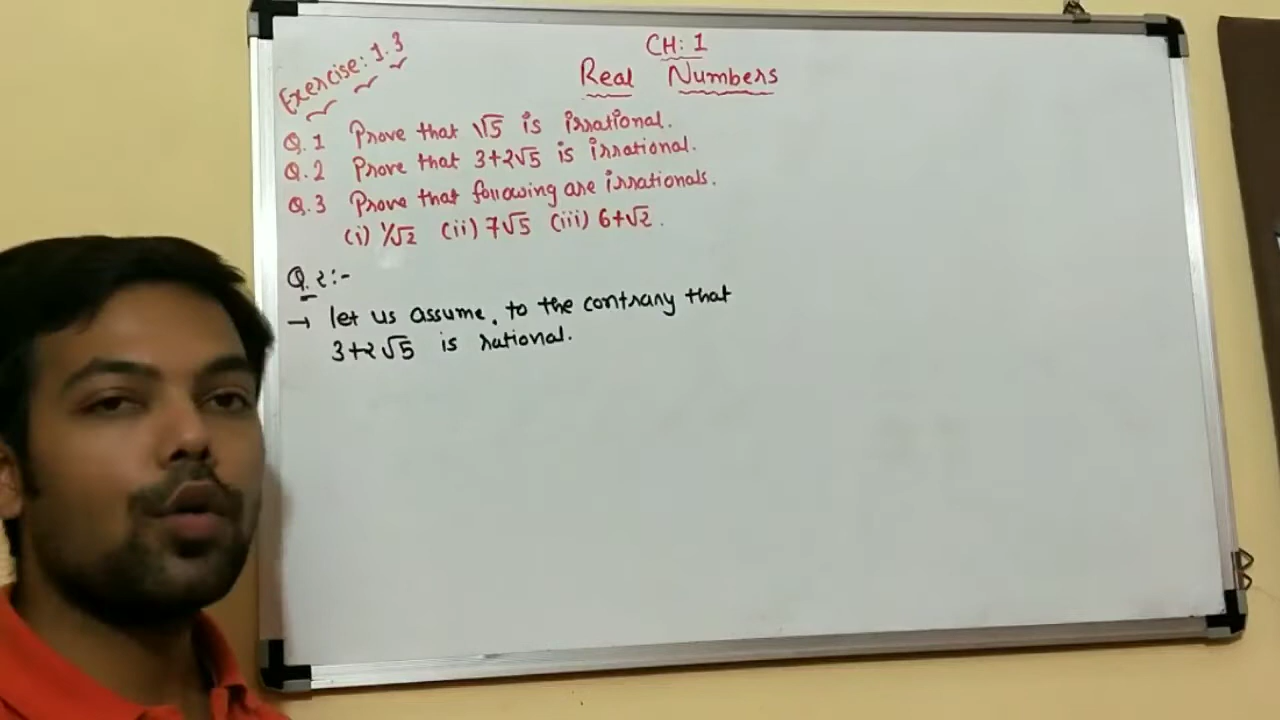 CH: 1
Real Numbers
Exercise: 1.3
Q.1 Prove that √5 is irrational.
Q.2 Prove that 3+2√5 is irrational.
Q.3 Prove that following are irrationals.
(i) 1/√2 (ii) 7√5 (iii) 6+√2.
Q.2:-
→ let us assume, to the contrary that
3+2√5 is rational.